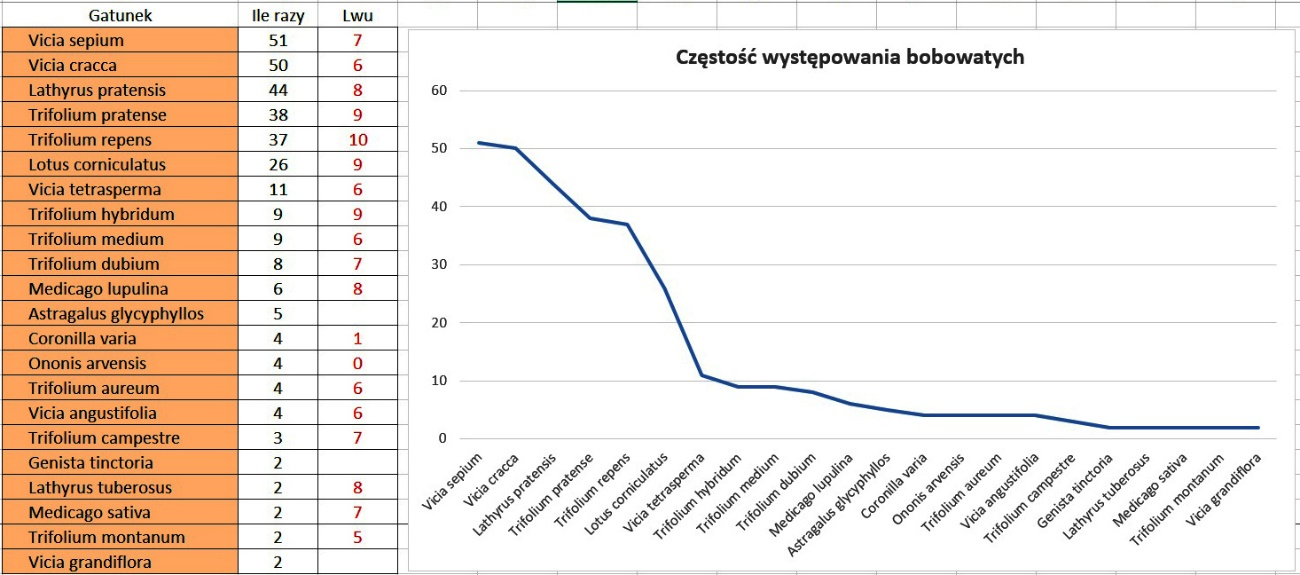 Gatunek Ile razy Lwu
Vicia sepium 51 7
Vicia cracca 50 6
Lathyrus pratensis 44 8
Trifolium pratense 38 9
Trifolium repens 37 10
Lotus corniculatus 26 9
Vicia tetrasperma 11 6
Trifolium hybridum 9 9
Trifolium medium 9 6
Trifolium dubium 8 7
Medicago lupulina 6 8
Astragalus glycyphyllos 5
Coronilla varia 4 1
Ononis arvensis 4 0
Trifolium aureum 4 6
Vicia angustifolia 4 6
Trifolium campestre 3 7
Genista tinctoria 2
Lathyrus tuberosus 2 8
Medicago sativa 2 7
Trifolium montanum 2 5
Vicia grandiflora 2
Częstość występowania bobowatych
60
50
40
30
20
10
0
Vicia sepium
Vicia cracca
Lathyrus pratensis
Trifolium pratense
Trifolium repens
Lotus corniculatus
Vicia tetrasperma
Trifolium hybridum
Trifolium medium
Trifolium dubium
Medicago lupulina
Astragalus glycyphyllos
Coronilla varia
Ononis arvensis
Trifolium aureum
Vicia angustifolia
Trifolium campestre
Genista tinctoria
Lathyrus tuberosus
Medicago sativa
Trifolium montanum
Vicia grandiflora